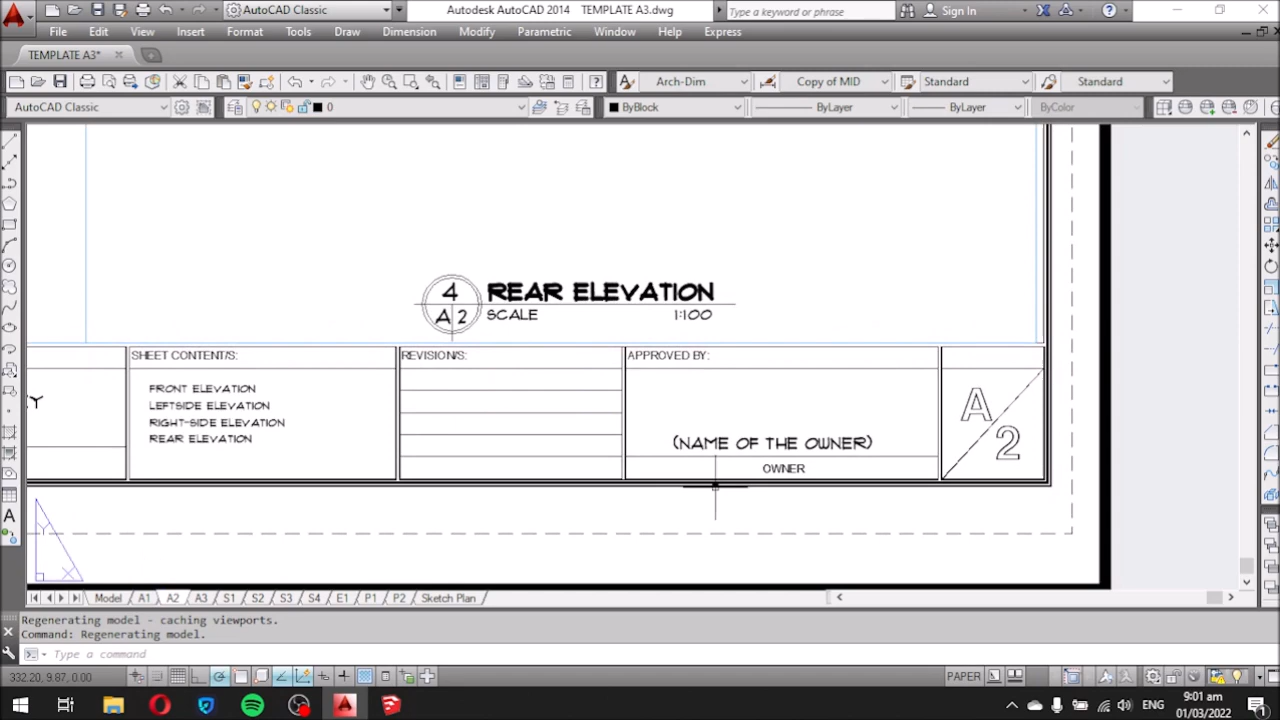 AutoCAD Classic
Autodesk AutoCAD 2014 TEMPLATE A3.dwg
Type a keyword or phrase
Sign In
File Edit View Insert Format Tools Draw Dimension Modify Parametric Window Help Express
TEMPLATE A3*
Arch-Dim
Copy of MID
Standard
Standard
AutoCAD Classic
0
ByBlock
ByLayer
ByLayer
ByColor
4
A 2
REAR ELEVATION
SCALE 1:100
SHEET CONTENT/S:
REVISION/S:
APPROVED BY:
Y
FRONT ELEVATION
LEFTSIDE ELEVATION
RIGHT-SIDE ELEVATION
REAR ELEVATION
(NAME OF THE OWNER)
OWNER
A
2
Y
X
Model A1 A2 A3 S1 S2 S3 S4 E1 P1 P2 Sketch Plan
Regenerating model - caching viewports.
Command: Regenerating model.
Type a command
332.20, 9.87, 0.00
PAPER
ENG
9:01 am
01/03/2022
1